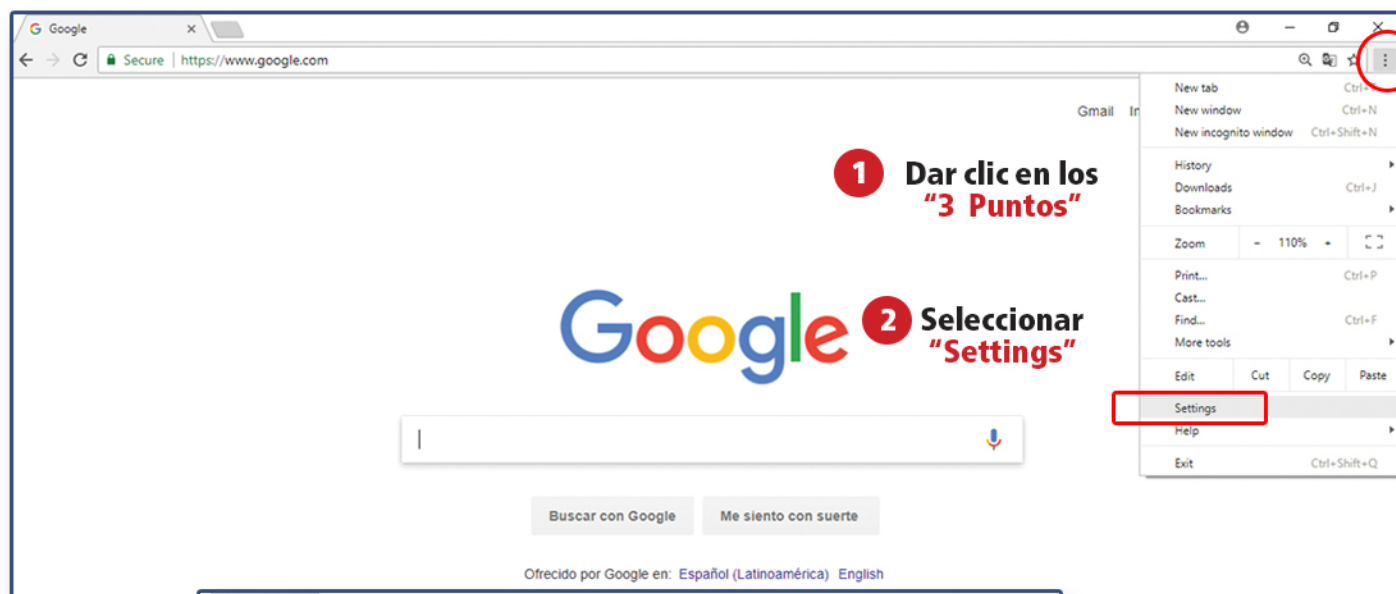 Google
Secure | https://www.google.com
Gmail
New tab
New window Ctrl+N
New incognito window Ctrl+Shift+N
History
Downloads Ctrl+J
Bookmarks
Zoom - 110% +
Print... Ctrl+P
Cast...
Find... Ctrl+F
More tools
Edit Cut Copy Paste
Settings
Help
Exit Ctrl+Shift+Q
1 Dar clic en los
“3 Puntos”
2 Seleccionar
“Settings”
Google
Buscar con Google Me siento con suerte
Ofrecido por Google en: Español (Latinoamérica) English